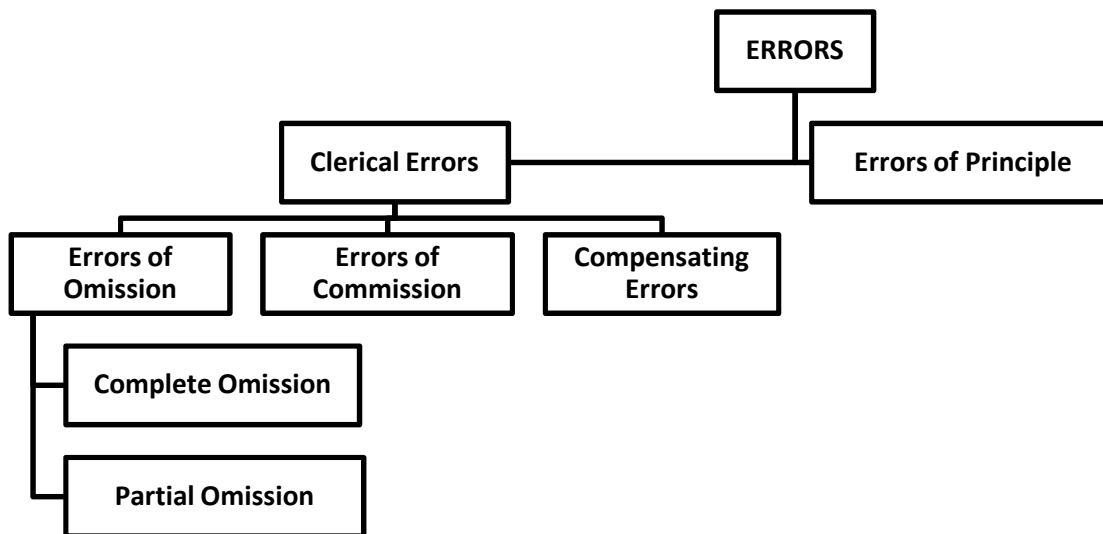 ERRORS
Clerical Errors
Errors of Principle
Errors of
Omission
Errors of
Commission
Compensating
Errors
Complete Omission
Partial Omission